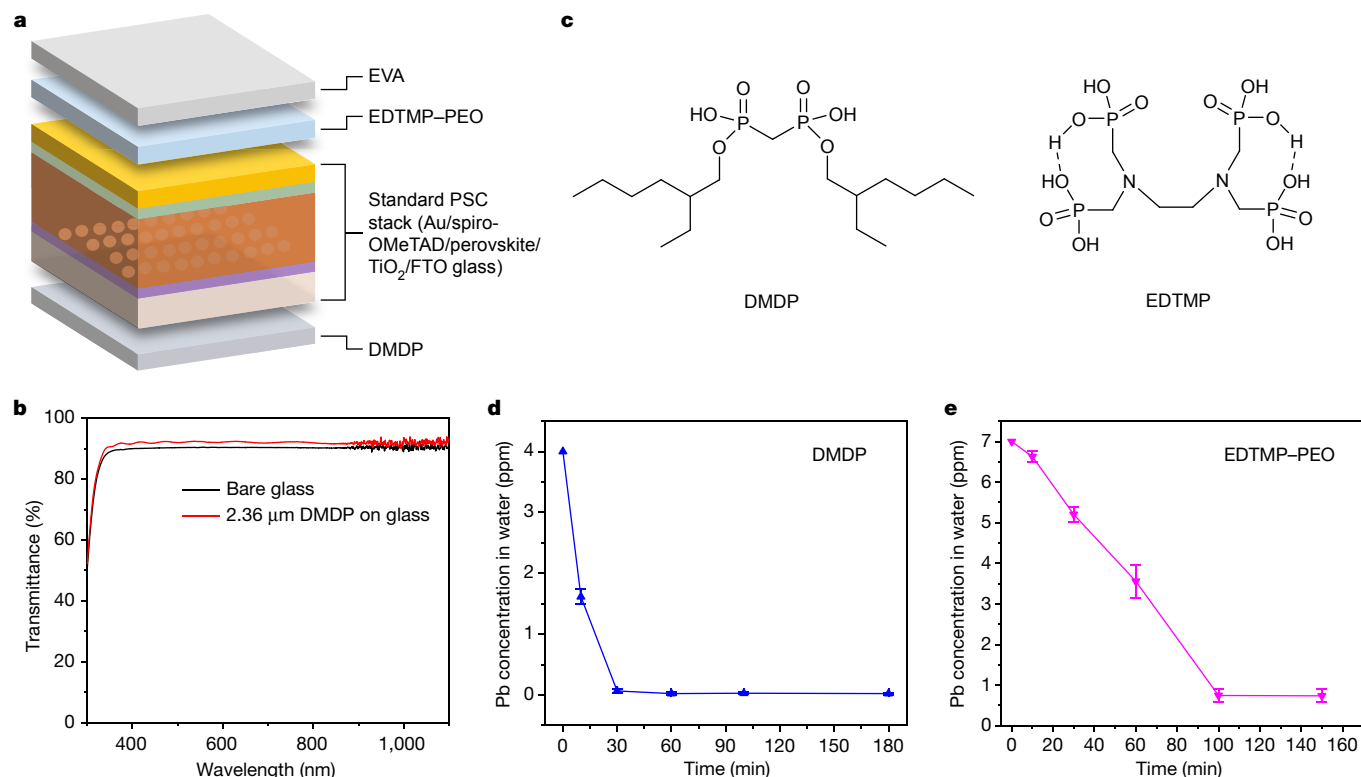 a
EVA
EDTMP–PEO
Standard PSC
stack (Au/spiro-
OMeTAD/perovskite/
TiO2/FTO glass)
DMDP
c
O O
HO P P OH
O O
DMDP
OH OH
O P O O P O
H H
HO OH
N N
O P P O
OH OH
EDTMP
b
100
80
60
40
20
0
Transmittance (%)
Bare glass
2.36 μm DMDP on glass
400 600 800 1,000
Wavelength (nm)
d
4
3
2
1
0
Pb concentration in water (ppm)
DMDP
0 30 60 90 120 150 180
Time (min)
e
7
6
5
4
3
2
1
0
Pb concentration in water (ppm)
EDTMP–PEO
0 20 40 60 80 100 120 140 160
Time (min)